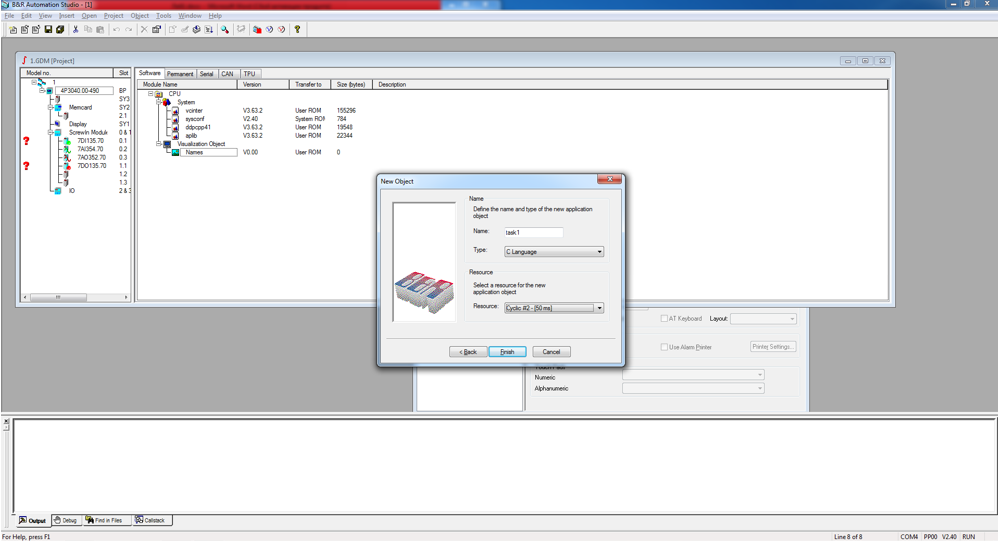 B&R Automation Studio - [1]
File Edit View Insert Open Project Object Tools Window Help
1.GDM [Project]
Model no. Slot
Software Permanent Serial CAN TPU
Module Name Version Transfer to Size (bytes) Description
1
4P3040.00-490 BP
SY3
Memcard SY2
2.1
Display SY1
ScrewIn Module 0 & 1
7DI135.70 0.1
7AI354.70 0.2
7AO352.70 0.3
7DO135.70 1.1
1.2
1.3
IO 2 & 3
CPU
System
vcinter V3.63.2 User ROM 155296
sysconf V2.40 System ROM 784
ddpcpp41 V3.63.2 User ROM 19548
aplib V3.63.2 User ROM 22344
Visualization Object
Names V0.00 User ROM 0
New Object
Name
Define the name and type of the new application
object
Name: task1
Type: C Language
Resource
Select a resource for the new
application object
Resource: Cyclic #2 - [50 ms]
< Back Finish Cancel
AT Keyboard Layout:
Use Alarm Printer Printer Settings...
Numeric
Alphanumeric
Output Debug Find in Files Callstack
For Help, press F1
Line 8 of 8 COM4 PP00 V2.40 RUN